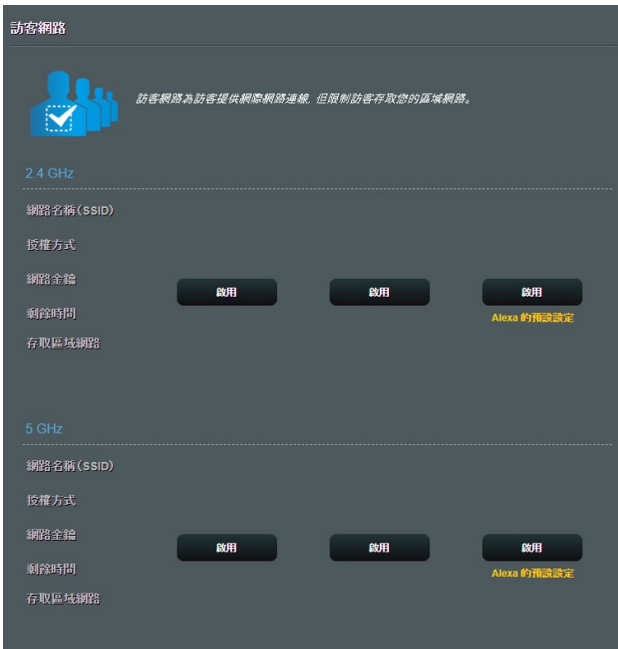 訪客網路
訪客網路為訪客提供網際網路連線, 但限制訪客存取您的區域網路。
2.4 GHz
網路名稱(SSID)
授權方式
網路金鑰
啟用 啟用 啟用
剩餘時間
Alexa 的預設設定
存取區域網路
5 GHz
網路名稱(SSID)
授權方式
網路金鑰
啟用 啟用 啟用
剩餘時間
Alexa 的預設設定
存取區域網路